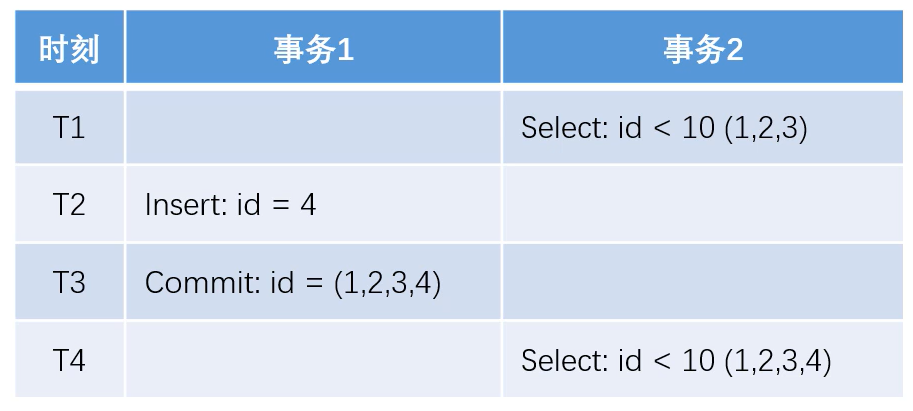 时刻 事务1 事务2
T1 Select: id < 10 (1,2,3)
T2 Insert: id = 4
T3 Commit: id = (1,2,3,4)
T4 Select: id < 10 (1,2,3,4)